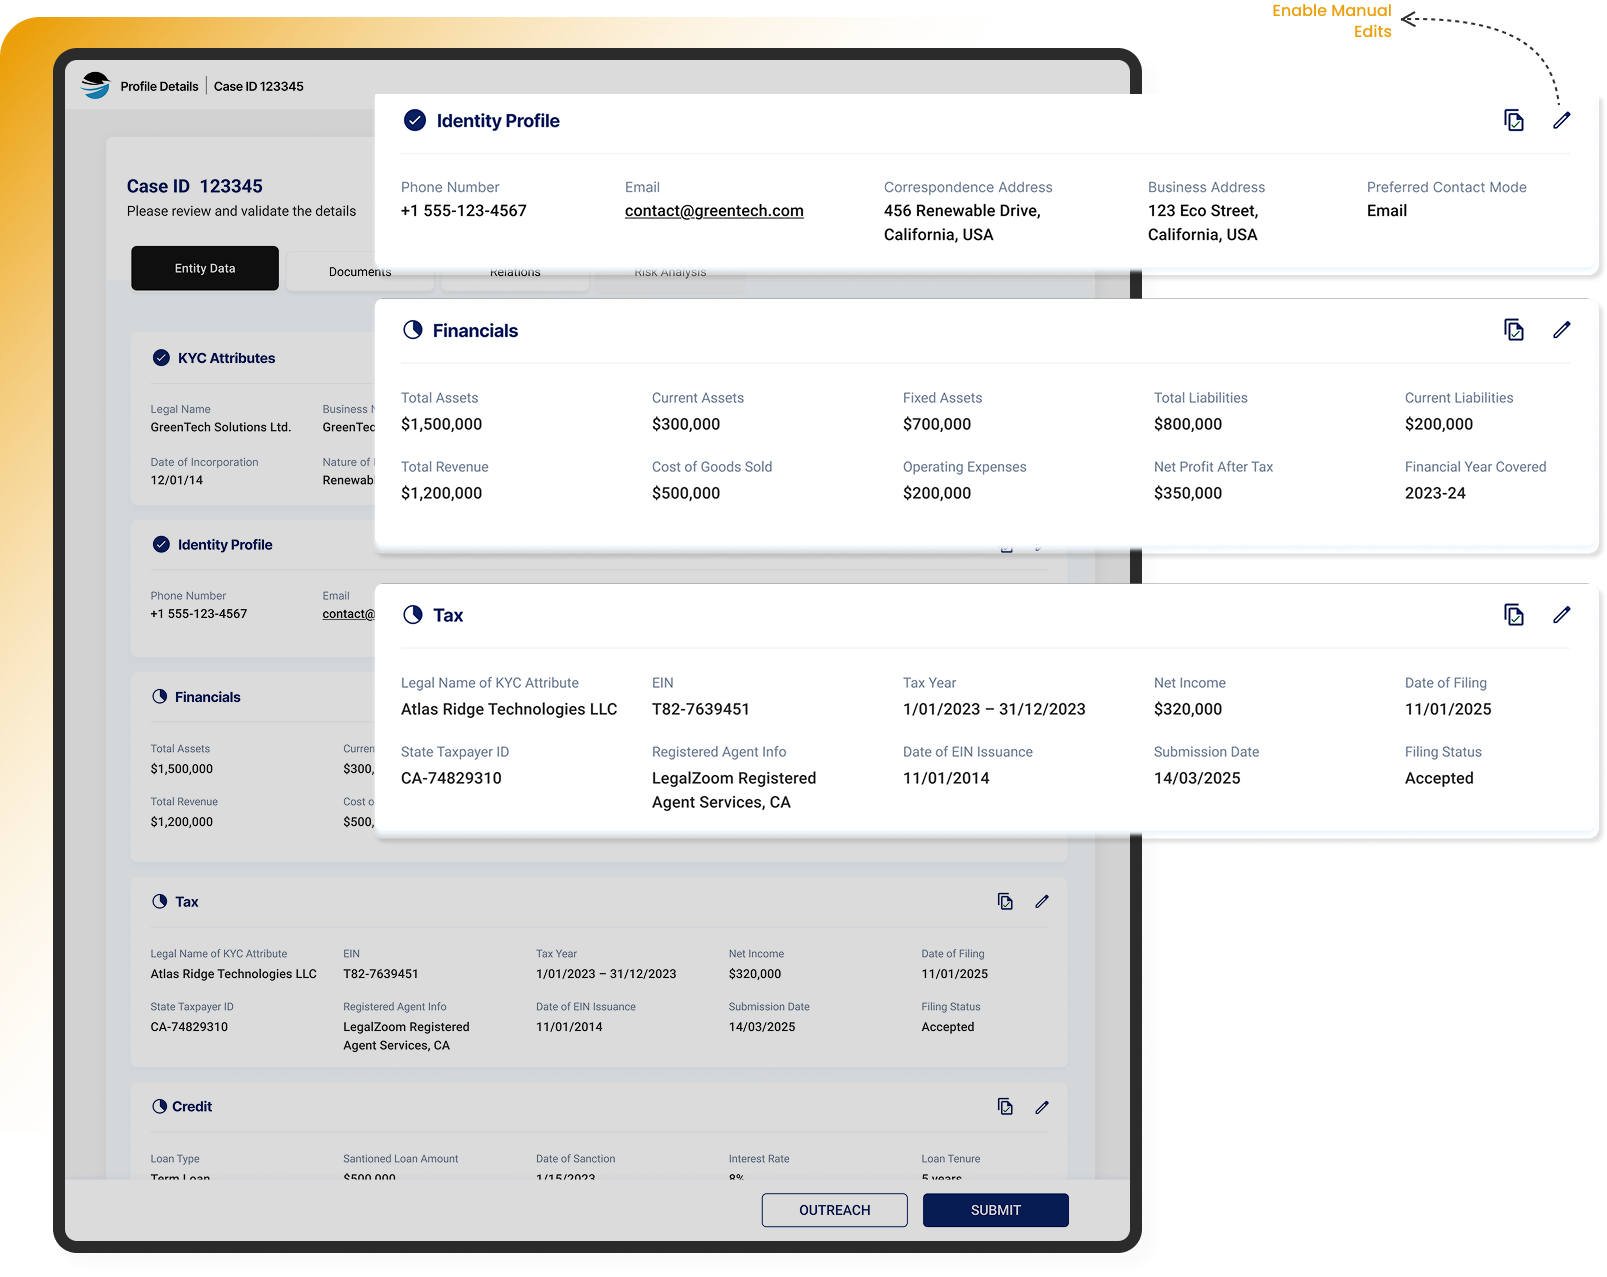 Enable Manual
Edits
Profile Details | Case ID 123345
Case ID 123345
Please review and validate the details
Entity Data
Documents
Relations
Risk Analysis
Identity Profile
Phone Number
+1 555-123-4567
Email
contact@greentech.com
Correspondence Address
456 Renewable Drive,
California, USA
Business Address
123 Eco Street,
California, USA
Preferred Contact Mode
Email
Financials
Total Assets
$1,500,000
Current Assets
$300,000
Fixed Assets
$700,000
Total Liabilities
$800,000
Current Liabilities
$200,000
Total Revenue
$1,200,000
Cost of Goods Sold
$500,000
Operating Expenses
$200,000
Net Profit After Tax
$350,000
Financial Year Covered
2023-24
Tax
Legal Name of KYC Attribute
Atlas Ridge Technologies LLC
EIN
T82-7639451
Tax Year
1/01/2023 – 31/12/2023
Net Income
$320,000
Date of Filing
11/01/2025
State Taxpayer ID
CA-74829310
Registered Agent Info
LegalZoom Registered
Agent Services, CA
Date of EIN Issuance
11/01/2014
Submission Date
14/03/2025
Filing Status
Accepted
KYC Attributes
Legal Name
GreenTech Solutions Ltd.
Business
GreenTec
Date of Incorporation
12/01/14
Nature of
Renewab
Identity Profile
Phone Number
+1 555-123-4567
Email
contact@
Financials
Total Assets
$1,500,000
Curren
$300,
Total Revenue
$1,200,000
Cost o
$500,
Tax
Legal Name of KYC Attribute
Atlas Ridge Technologies LLC
EIN
T82-7639451
Tax Year
1/01/2023 – 31/12/2023
Net Income
$320,000
Date of Filing
11/01/2025
State Taxpayer ID
CA-74829310
Registered Agent Info
LegalZoom Registered
Agent Services, CA
Date of EIN Issuance
11/01/2014
Submission Date
14/03/2025
Filing Status
Accepted
Credit
Loan Type
Term Loan
Santioned Loan Amount
$500,000
Date of Sanction
1/15/2023
Interest Rate
8%
Loan Tenure
5 years
OUTREACH
SUBMIT